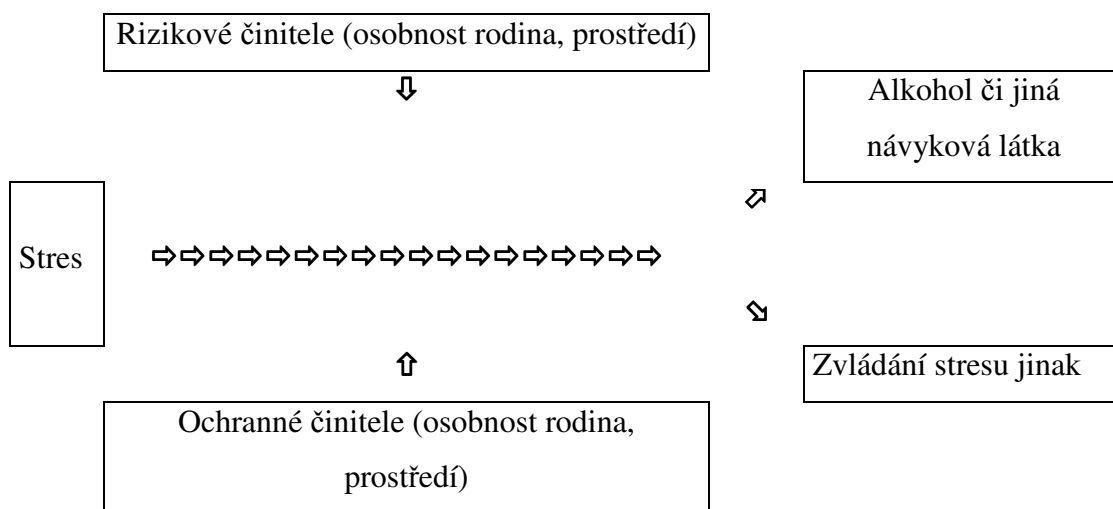 Rizikové činitele (osobnost rodina, prostředí)
Alkohol či jiná
návyková látka
Stres
Zvládání stresu jinak
Ochranné činitele (osobnost rodina,
prostředí)